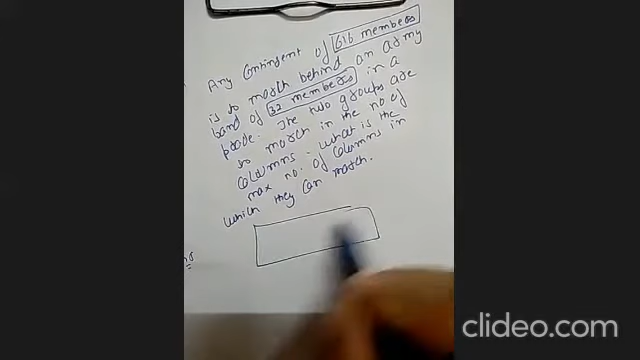 Any Contingent of 616 members
is to march behind an army
band of 32 members in a
prade. The two groups are
to march in the no of
columns. what is the
max no. of columns in
which they can march.
clideo.com